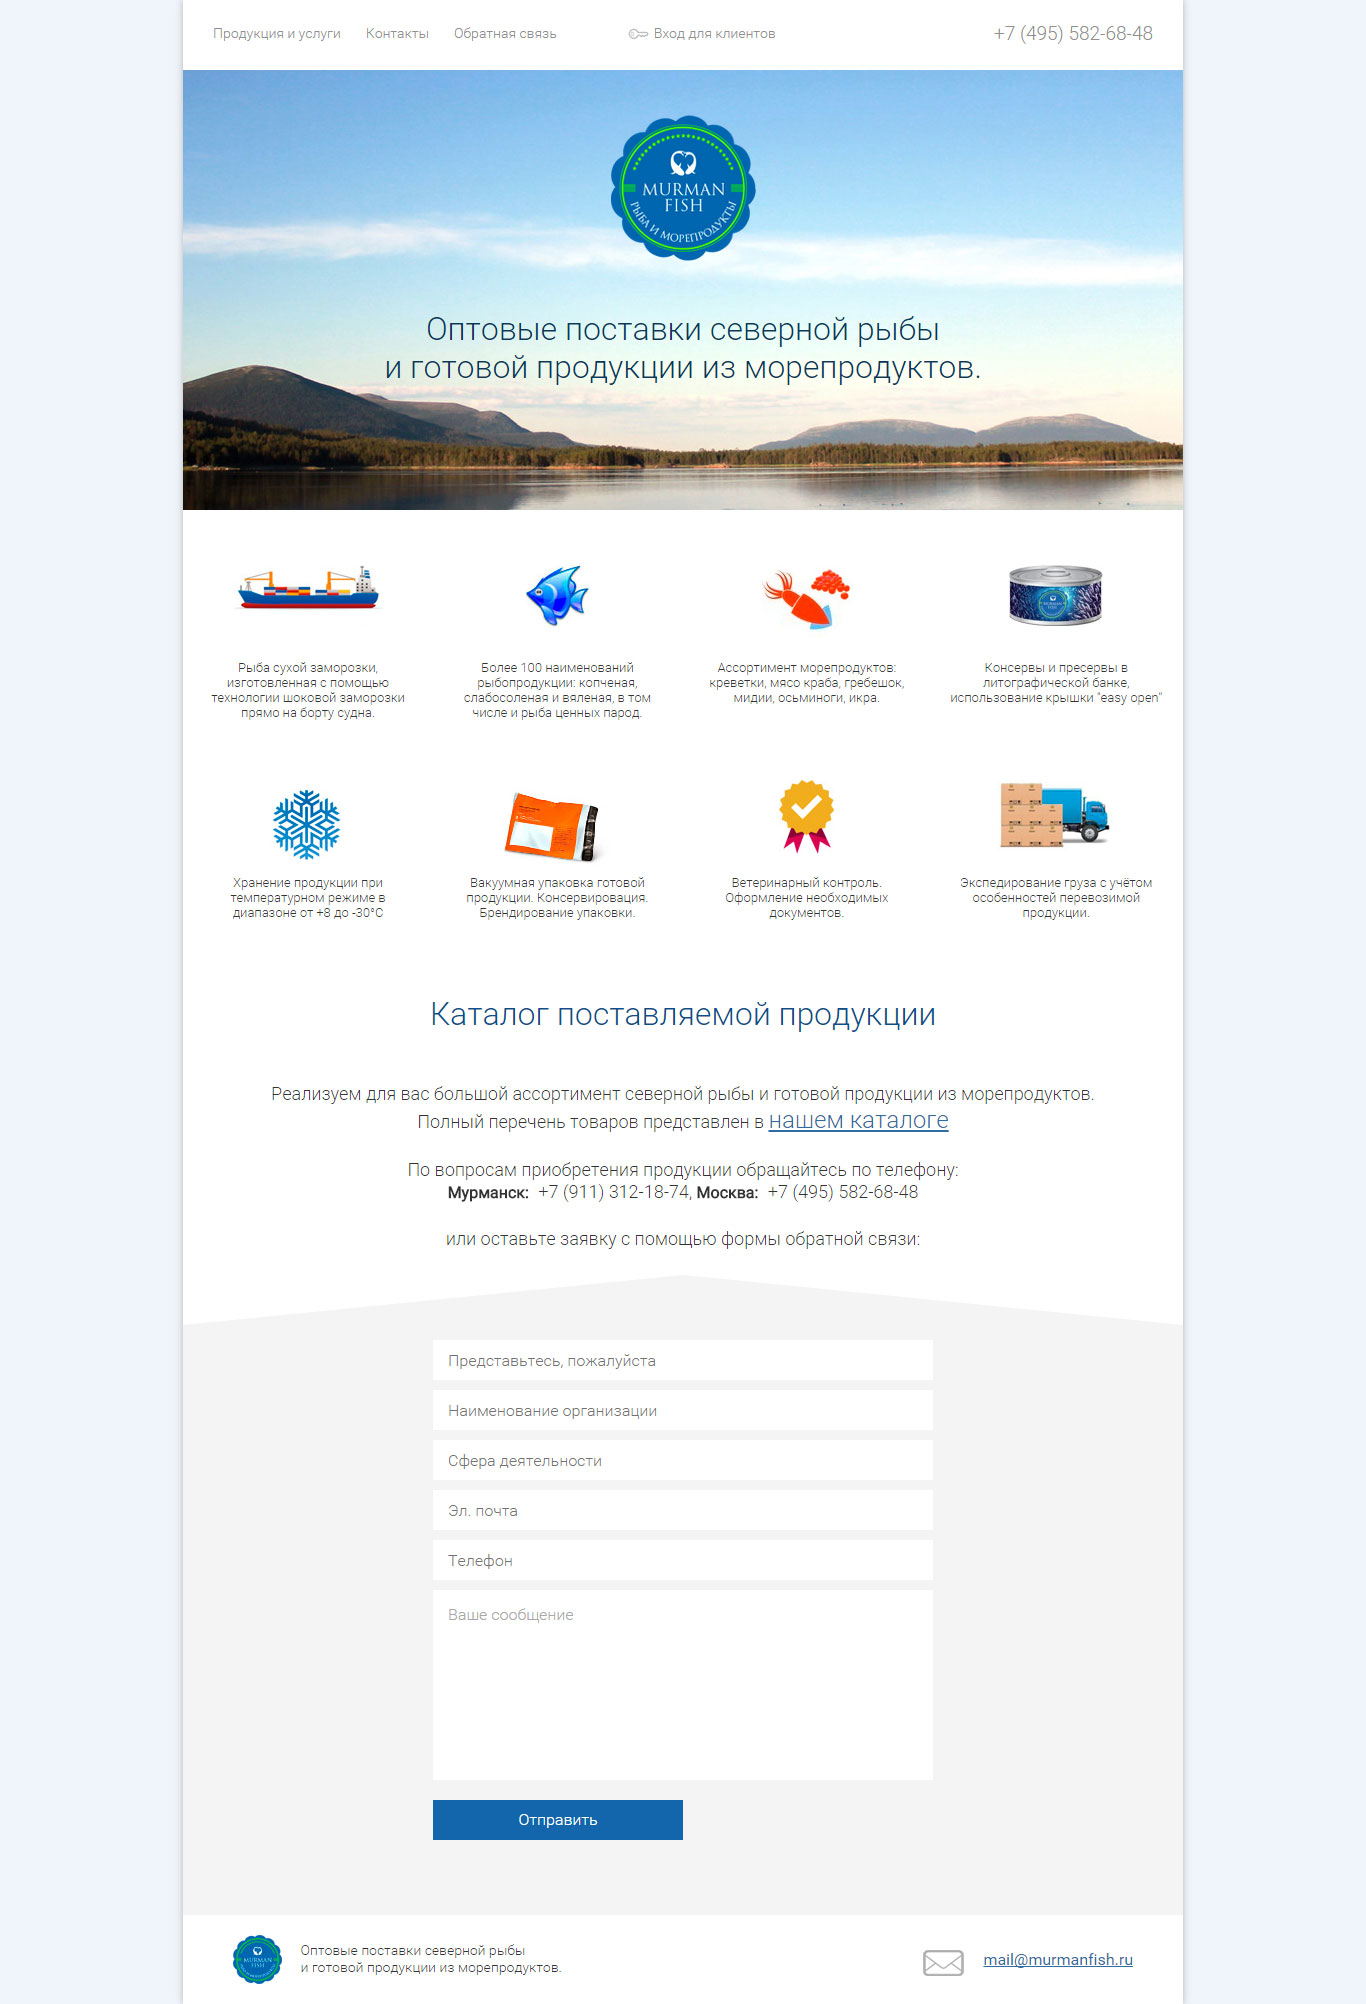 Продукция и услуги
Контакты
Обратная связь
Вход для клиентов
+7 (495) 582-68-48
MURMAN
FISH
РЫБА И МОРЕПРОДУКТЫ
Оптовые поставки северной рыбы
и готовой продукции из морепродуктов.
MURMAN
FISH
Рыба сухой заморозки,
изготовленная с помощью
технологии шоковой заморозки
прямо на борту судна.
Более 100 наименований
рыбопродукции: копченая,
слабосоленая и вяленая, в том
числе и рыба ценных парод.
Ассортимент морепродуктов:
креветки, мясо краба, гребешок,
мидии, осьминоги, икра.
Консервы и пресервы в
литографической банке,
использование крышки "easy open"
Хранение продукции при
температурном режиме в
диапазоне от +8 до -30°C
Вакуумная упаковка готовой
продукции. Консервировация.
Брендирование упаковки.
Ветеринарный контроль.
Оформление необходимых
документов.
Экспедирование груза с учётом
особенностей перевозимой
продукции.
Каталог поставляемой продукции
Реализуем для вас большой ассортимент северной рыбы и готовой продукции из морепродуктов.
Полный перечень товаров представлен в нашем каталоге
По вопросам приобретения продукции обращайтесь по телефону:
Мурманск: +7 (911) 312-18-74, Москва: +7 (495) 582-68-48
или оставьте заявку с помощью формы обратной связи:
Представьтесь, пожалуйста
Наименование организации
Сфера деятельности
Эл. почта
Телефон
Ваше сообщение
Отправить
MURMAN
FISH
Оптовые поставки северной рыбы
и готовой продукции из морепродуктов.
mail@murmanfish.ru